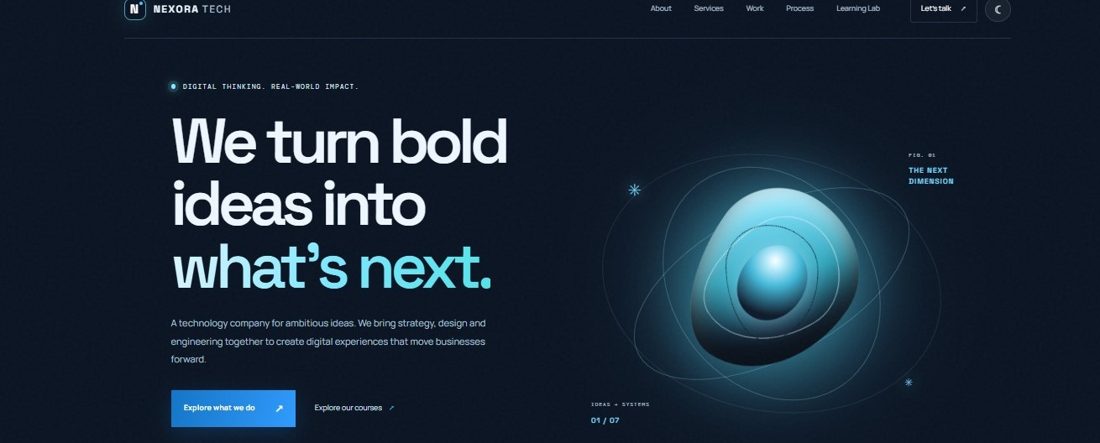 N
NEXORA TECH
About
Services
Work
Process
Learning Lab
Let's talk ↗
DIGITAL THINKING. REAL-WORLD IMPACT.
We turn bold
ideas into
what's next.
A technology company for ambitious ideas. We bring strategy, design and
engineering together to create digital experiences that move businesses
forward.
Explore what we do ↗
Explore our courses ↗
FIG. 01
THE NEXT
DIMENSION
IDEAS + SYSTEMS
01 / 07